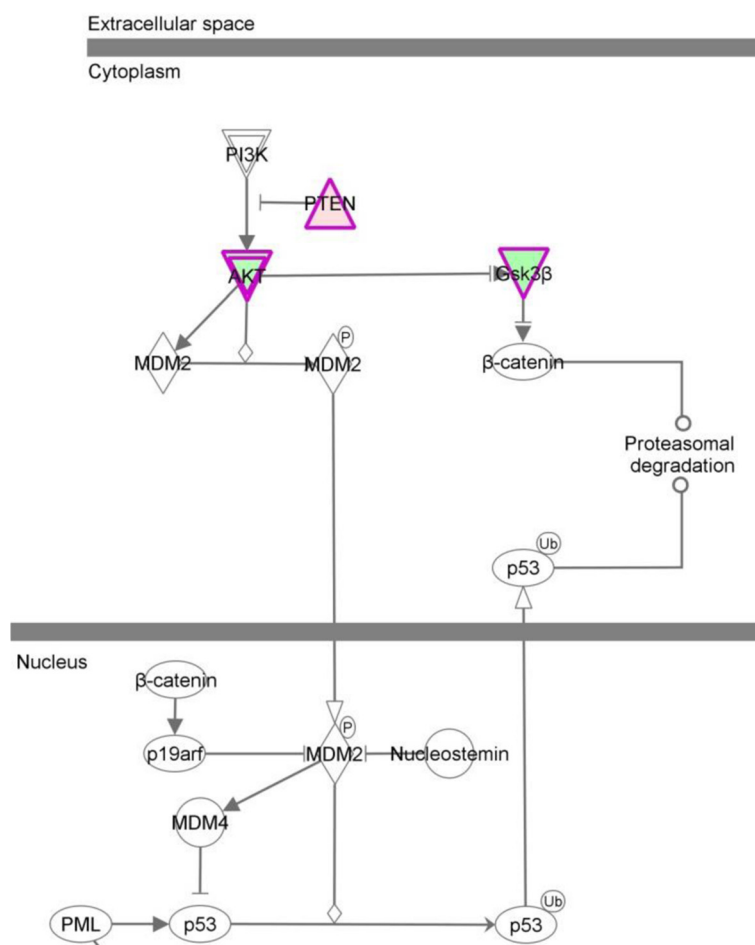 Extracellular space
Cytoplasm
PI3K
PTEN
AKT
Gsk3β
P
MDM2
MDM2
β-catenin
Proteasomal
degradation
Ub
p53
Nucleus
β-catenin
P
p19arf
MDM2
Nucleostemin
MDM4
Ub
PML
p53
p53